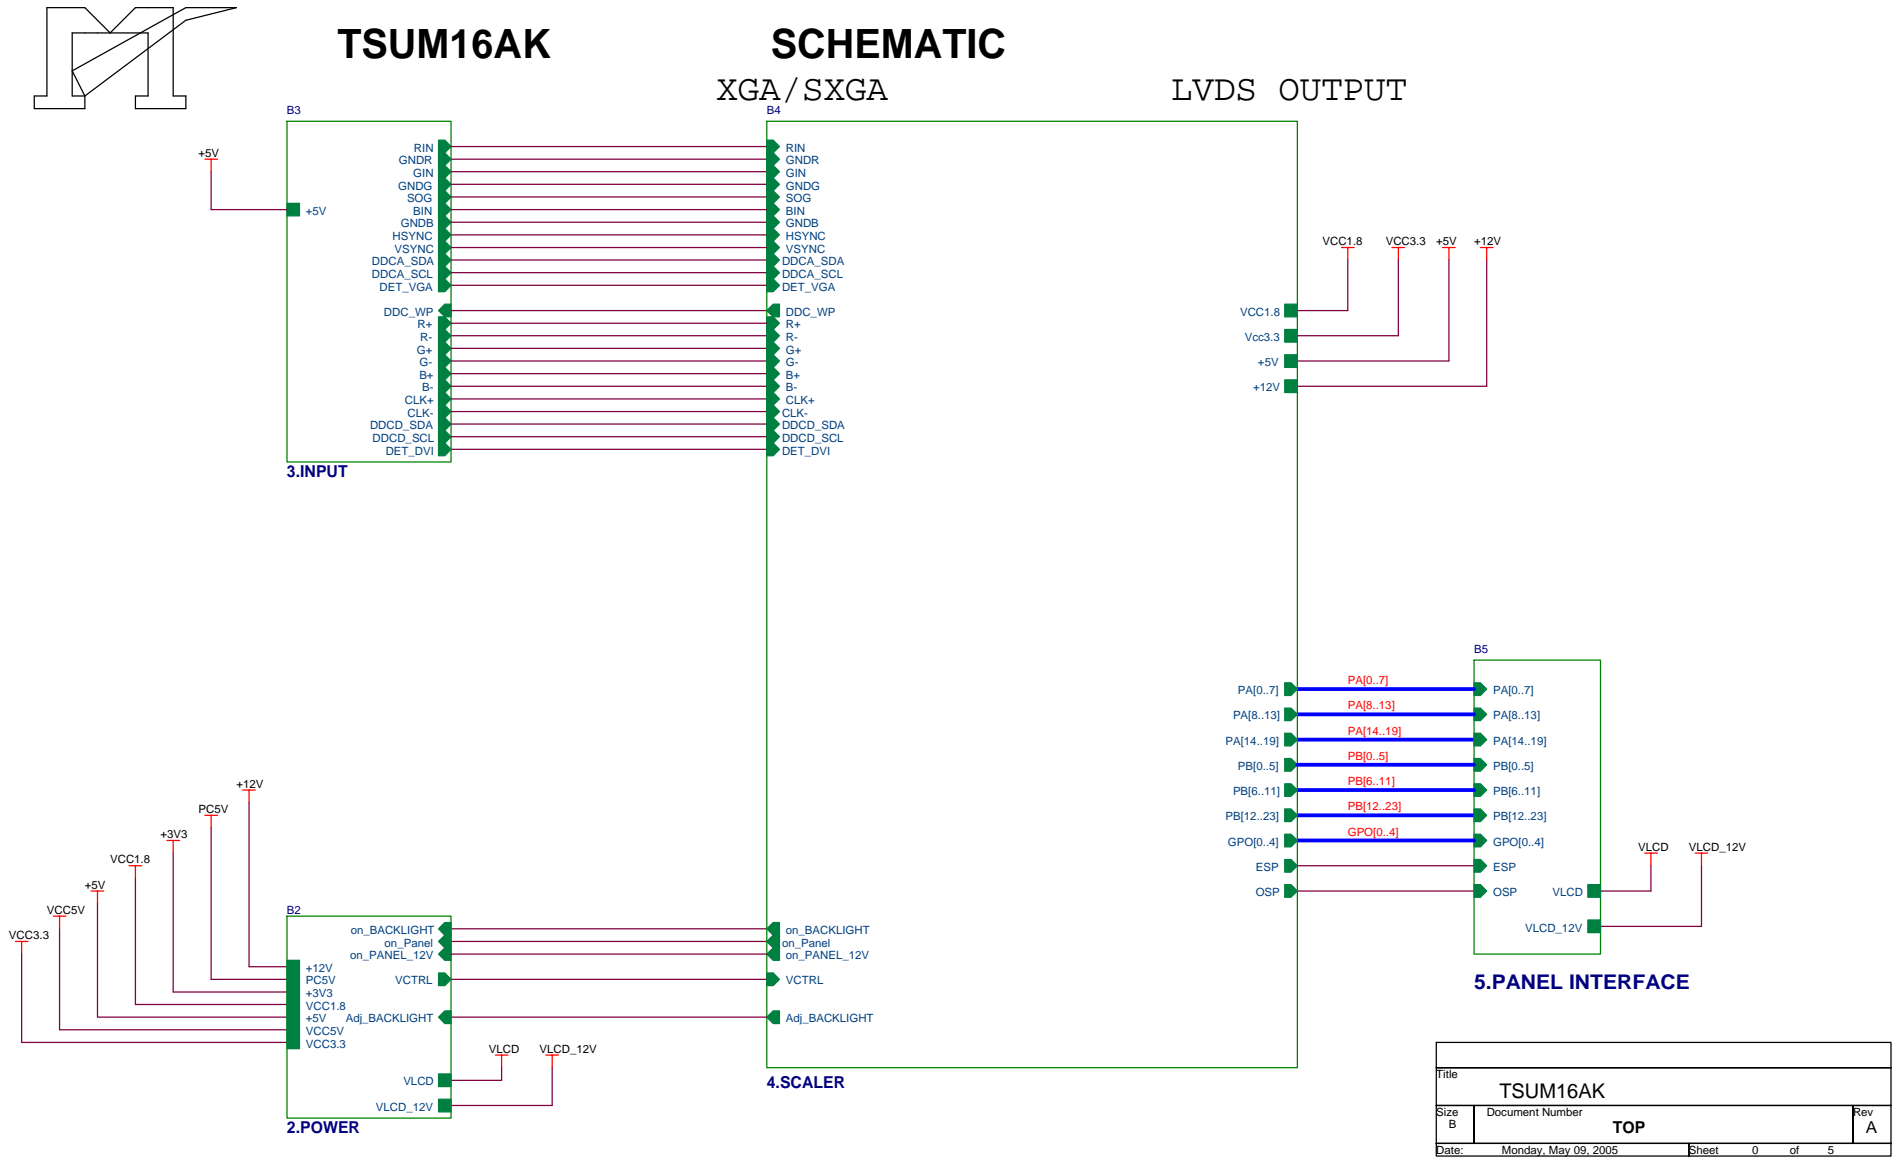 TSUM16AK SCHEMATIC
XGA/SXGA LVDS OUTPUT
B3
+5V
+5V
RIN
GNDR
GIN
GNDG
SOG
BIN
GNDB
HSYNC
VSYNC
DDCA_SDA
DDCA_SCL
DET_VGA
DDC_WP
R+
R-
G+
G-
B+
B-
CLK+
CLK-
DDCD_SDA
DDCD_SCL
DET_DVI
3.INPUT
B4
RIN
GNDR
GIN
GNDG
SOG
BIN
GNDB
HSYNC
VSYNC
DDCA_SDA
DDCA_SCL
DET_VGA
DDC_WP
R+
R-
G+
G-
B+
B-
CLK+
CLK-
DDCD_SDA
DDCD_SCL
DET_DVI
VCC1.8 VCC3.3 +5V +12V
VCC1.8
Vcc3.3
+5V
+12V
PA[0..7]
PA[8..13]
PA[14..19]
PB[0..5]
PB[6..11]
PB[12..23]
GPO[0..4]
ESP
OSP
PA[0..7]
PA[8..13]
PA[14..19]
PB[0..5]
PB[6..11]
PB[12..23]
GPO[0..4]
B5
PA[0..7]
PA[8..13]
PA[14..19]
PB[0..5]
PB[6..11]
PB[12..23]
GPO[0..4]
ESP
OSP
VLCD
VLCD_12V
VLCD VLCD_12V
5.PANEL INTERFACE
+12V
PC5V
+3V3
VCC1.8
+5V
VCC5V
VCC3.3
B2
+12V
PC5V
+3V3
VCC1.8
+5V
VCC5V
VCC3.3
on_BACKLIGHT
on_Panel
on_PANEL_12V
VCTRL
Adj_BACKLIGHT
VLCD
VLCD_12V
VLCD VLCD_12V
2.POWER
on_BACKLIGHT
on_Panel
on_PANEL_12V
VCTRL
Adj_BACKLIGHT
4.SCALER
Title
TSUM16AK
Size Document Number Rev
B TOP A
Date: Monday, May 09, 2005 Sheet 0 of 5